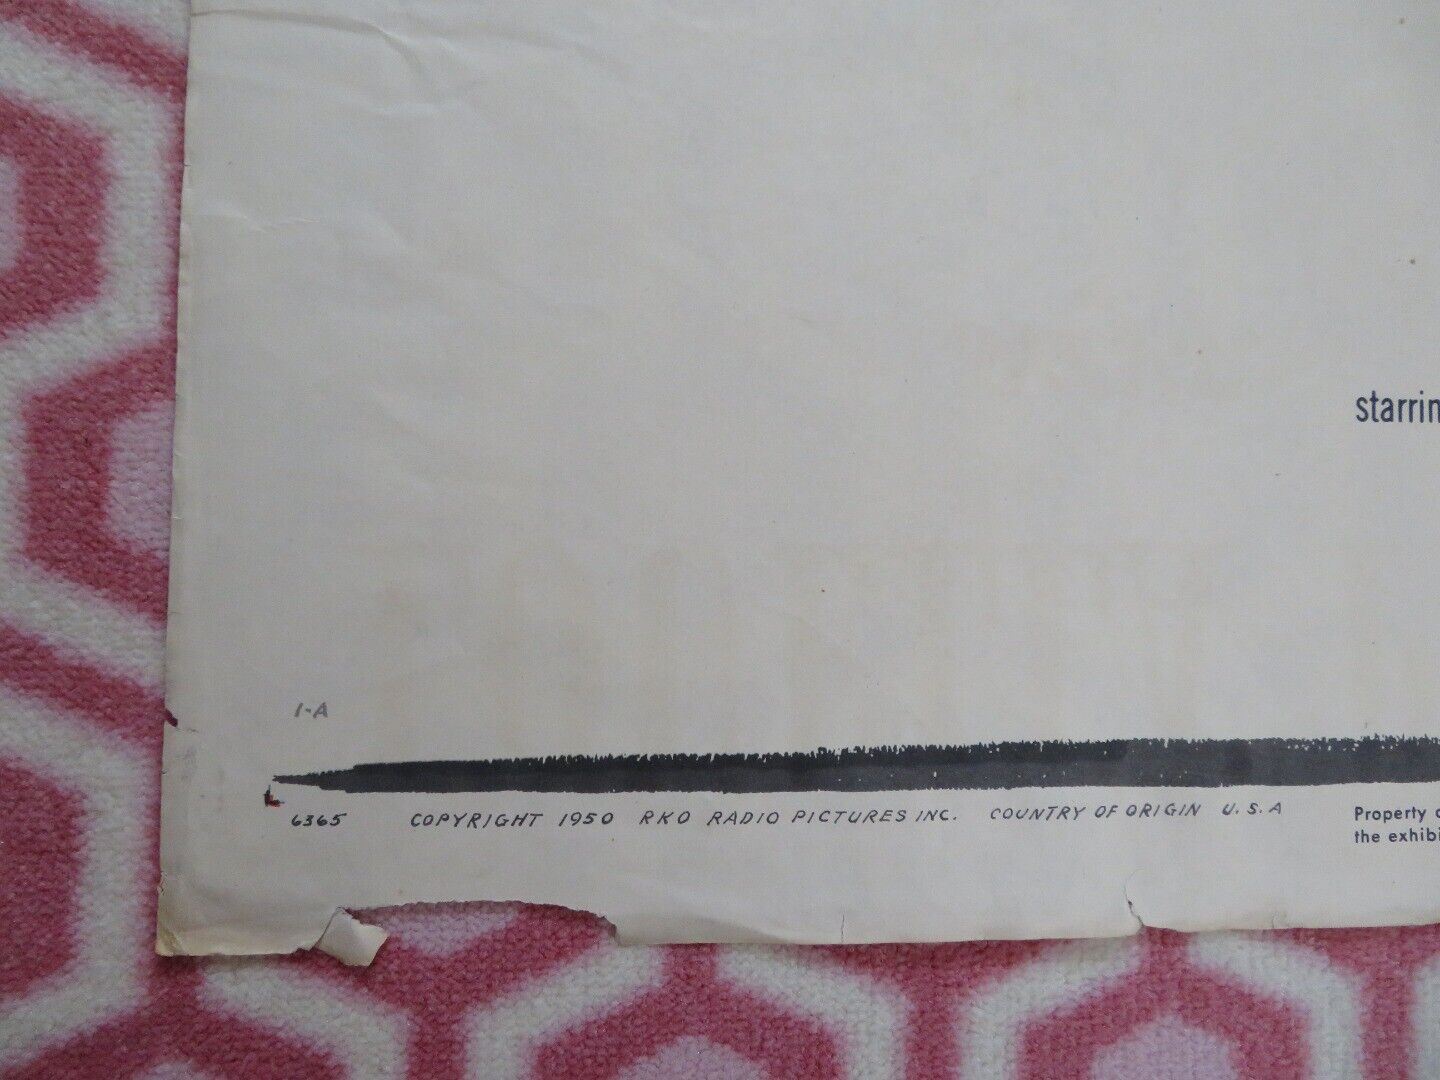 starrin
1-A
6365 COPYRIGHT 1950 RKO RADIO PICTURES INC. COUNTRY OF ORIGIN U.S.A
Property o
the exhibi